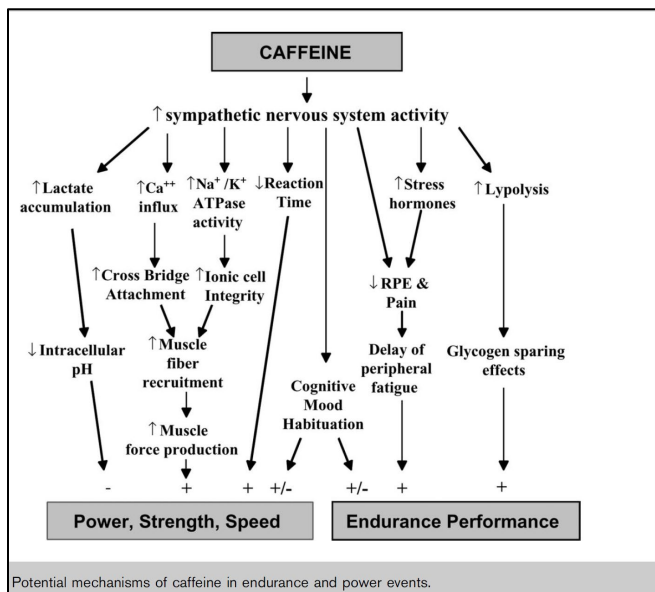 CAFFEINE
↑sympathetic nervous system activity
↑Lactate
accumulation
↑Ca⁺⁺
influx
↑Na⁺/K⁺
ATPase
activity
↓Reaction
Time
↑Stress
hormones
↑Lypolysis
↑Cross Bridge
Attachment
↑Ionic cell
Integrity
↓RPE &
Pain
↓Intracellular
pH
↑Muscle
fiber
recruitment
Delay of
peripheral
fatigue
Glycogen sparing
effects
Cognitive
Mood
Habituation
↑Muscle
force production
- + + +/- +/- + +
Power, Strength, Speed
Endurance Performance
Potential mechanisms of caffeine in endurance and power events.